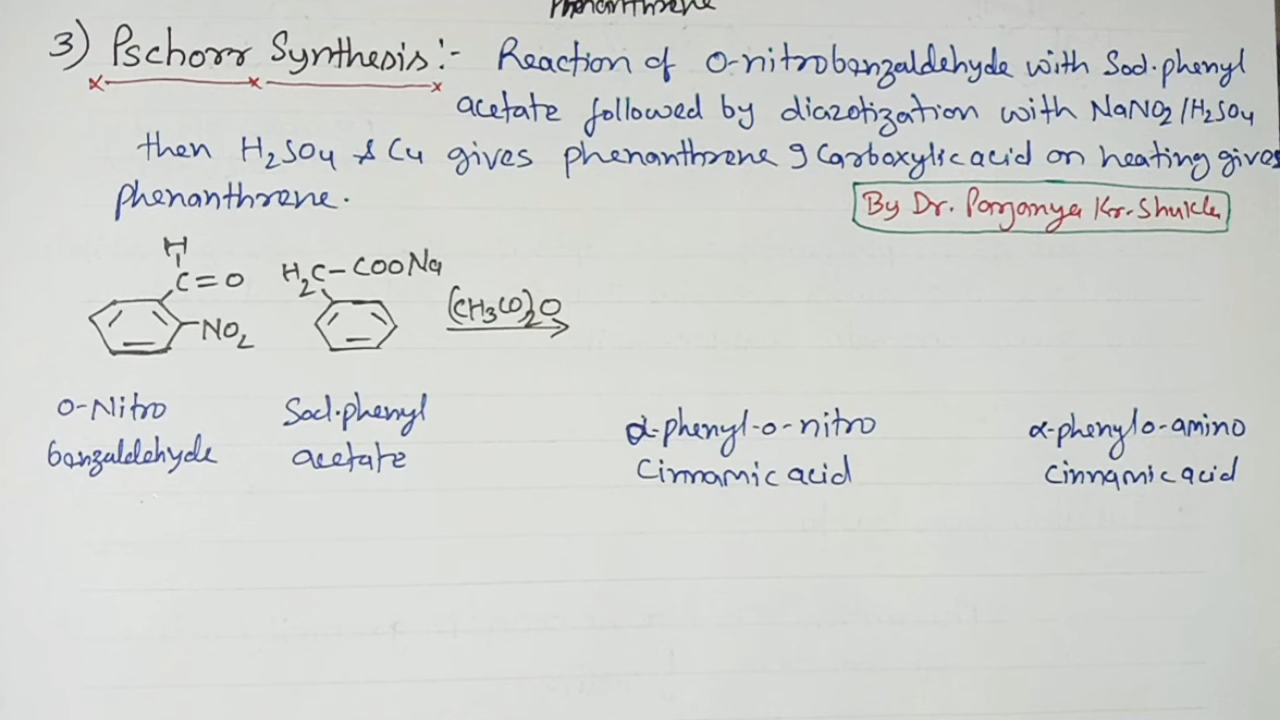 Phenanthrene
3) Pschorr Synthesis:- Reaction of O-nitrobenzaldehyde with Sod.phenyl
acetate followed by diazotization with NaNO2/H2SO4
then H2SO4 & Cu gives phenanthrene 9 Carboxylic acid on heating gives
phenanthrene.
By Dr. Parjanya Kr. Shukla
H
C=O
H2C-COONa
(CH3CO)2O
-NO2
O-Nitro
benzaldehyde
Sod.phenyl
acetate
α-phenyl-o-nitro
Cinnamic acid
α-phenyl o-amino
Cinnamic acid